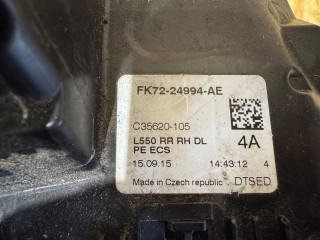 FK72-24994-AE
C35620-105
L550 RR RH DL 4A
PE ECS
15.09.15 14:43:12 4
Made in Czech republic DTSED